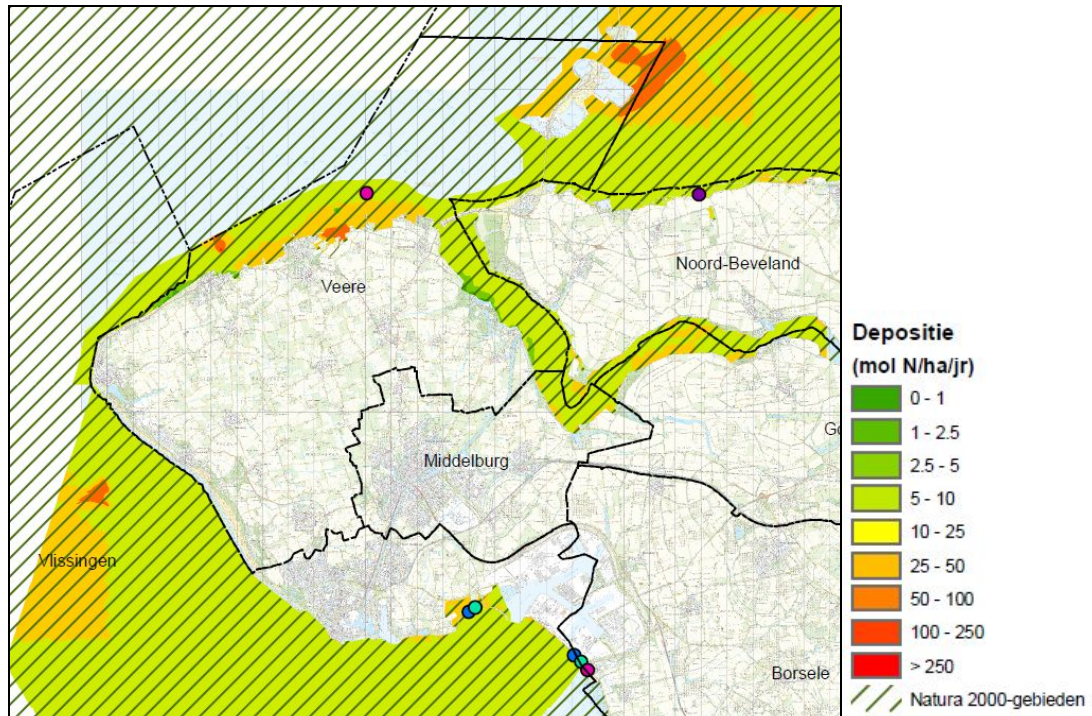 Noord-Beveland
Veere
Middelburg
Go
Vlissingen
Borsele
Depositie
(mol N/ha/jr)
0 - 1
1 - 2.5
2.5 - 5
5 - 10
10 - 25
25 - 50
50 - 100
100 - 250
> 250
Natura 2000-gebieden